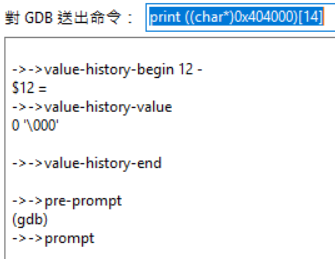 對 GDB 送出命令： print ((char*)0x404000)[14]
->->value-history-begin 12 -
$12 =
->->value-history-value
0 '\000'
->->value-history-end
->->pre-prompt
(gdb)
->->prompt